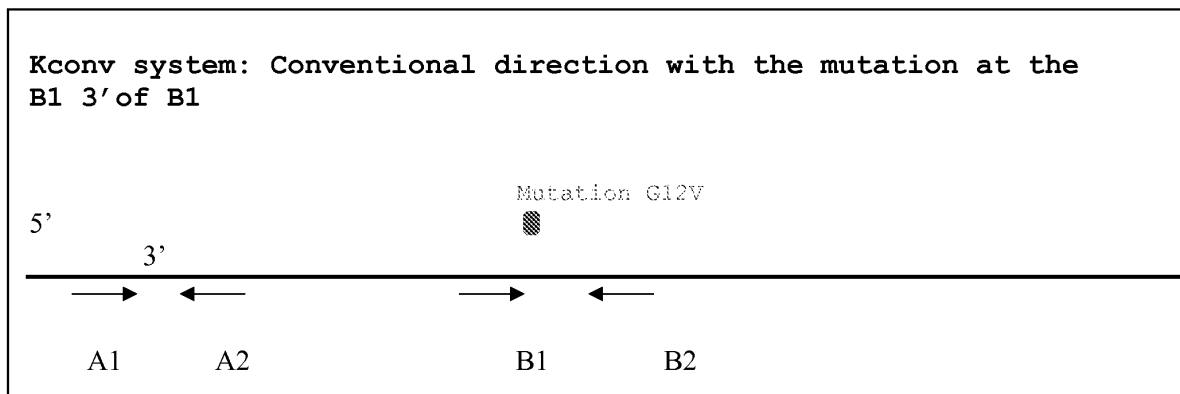 Kconv system: Conventional direction with the mutation at the
B1 3’of B1
Mutation G12V
5’
3’
A1 A2 B1 B2